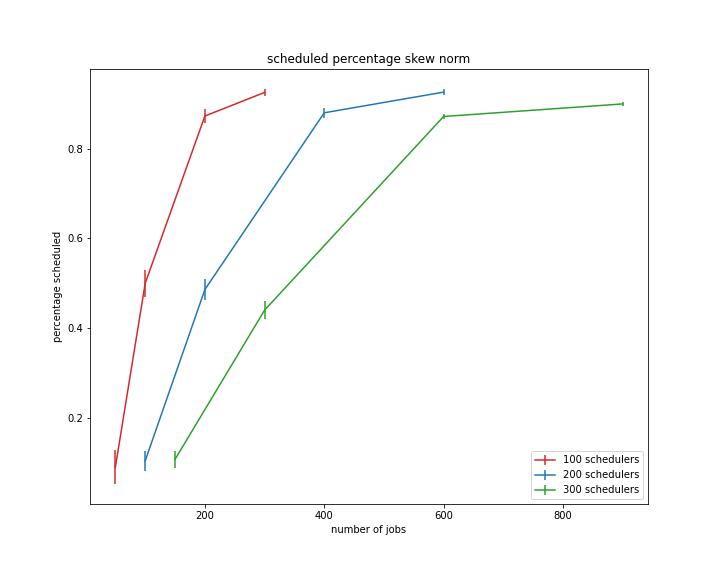 scheduled percentage skew norm
percentage scheduled
0.8
0.6
0.4
0.2
200
400
600
800
number of jobs
100 schedulers
200 schedulers
300 schedulers